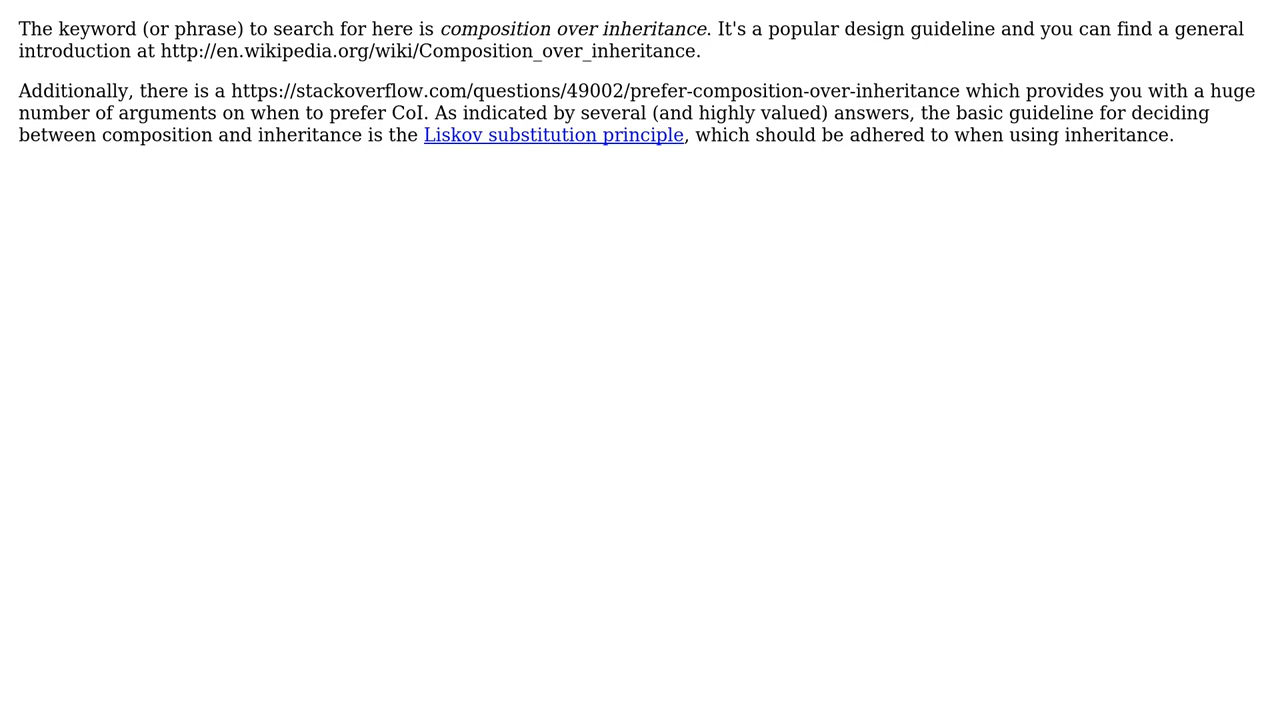 The keyword (or phrase) to search for here is composition over inheritance. It's a popular design guideline and you can find a general
introduction at http://en.wikipedia.org/wiki/Composition_over_inheritance.
Additionally, there is a https://stackoverflow.com/questions/49002/prefer-composition-over-inheritance which provides you with a huge
number of arguments on when to prefer CoI. As indicated by several (and highly valued) answers, the basic guideline for deciding
between composition and inheritance is the Liskov substitution principle, which should be adhered to when using inheritance.